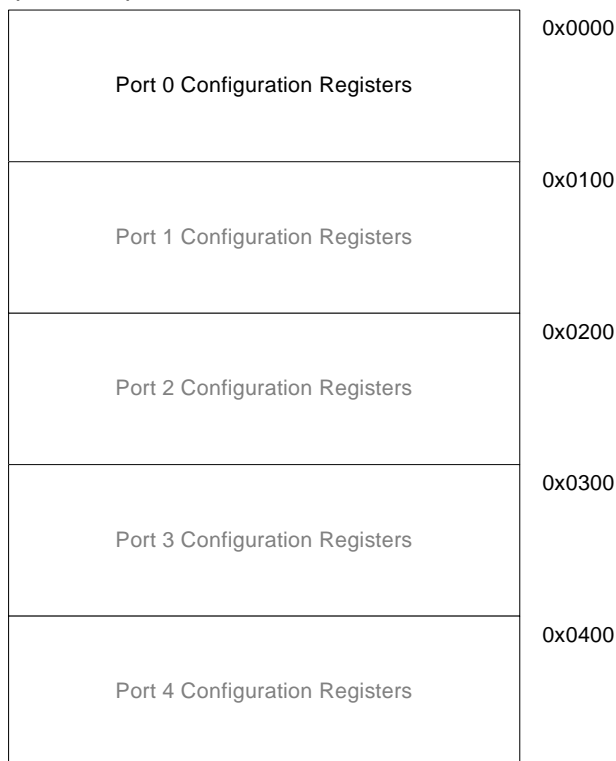 0x0000
Port 0 Configuration Registers
0x0100
Port 1 Configuration Registers
0x0200
Port 2 Configuration Registers
0x0300
Port 3 Configuration Registers
0x0400
Port 4 Configuration Registers